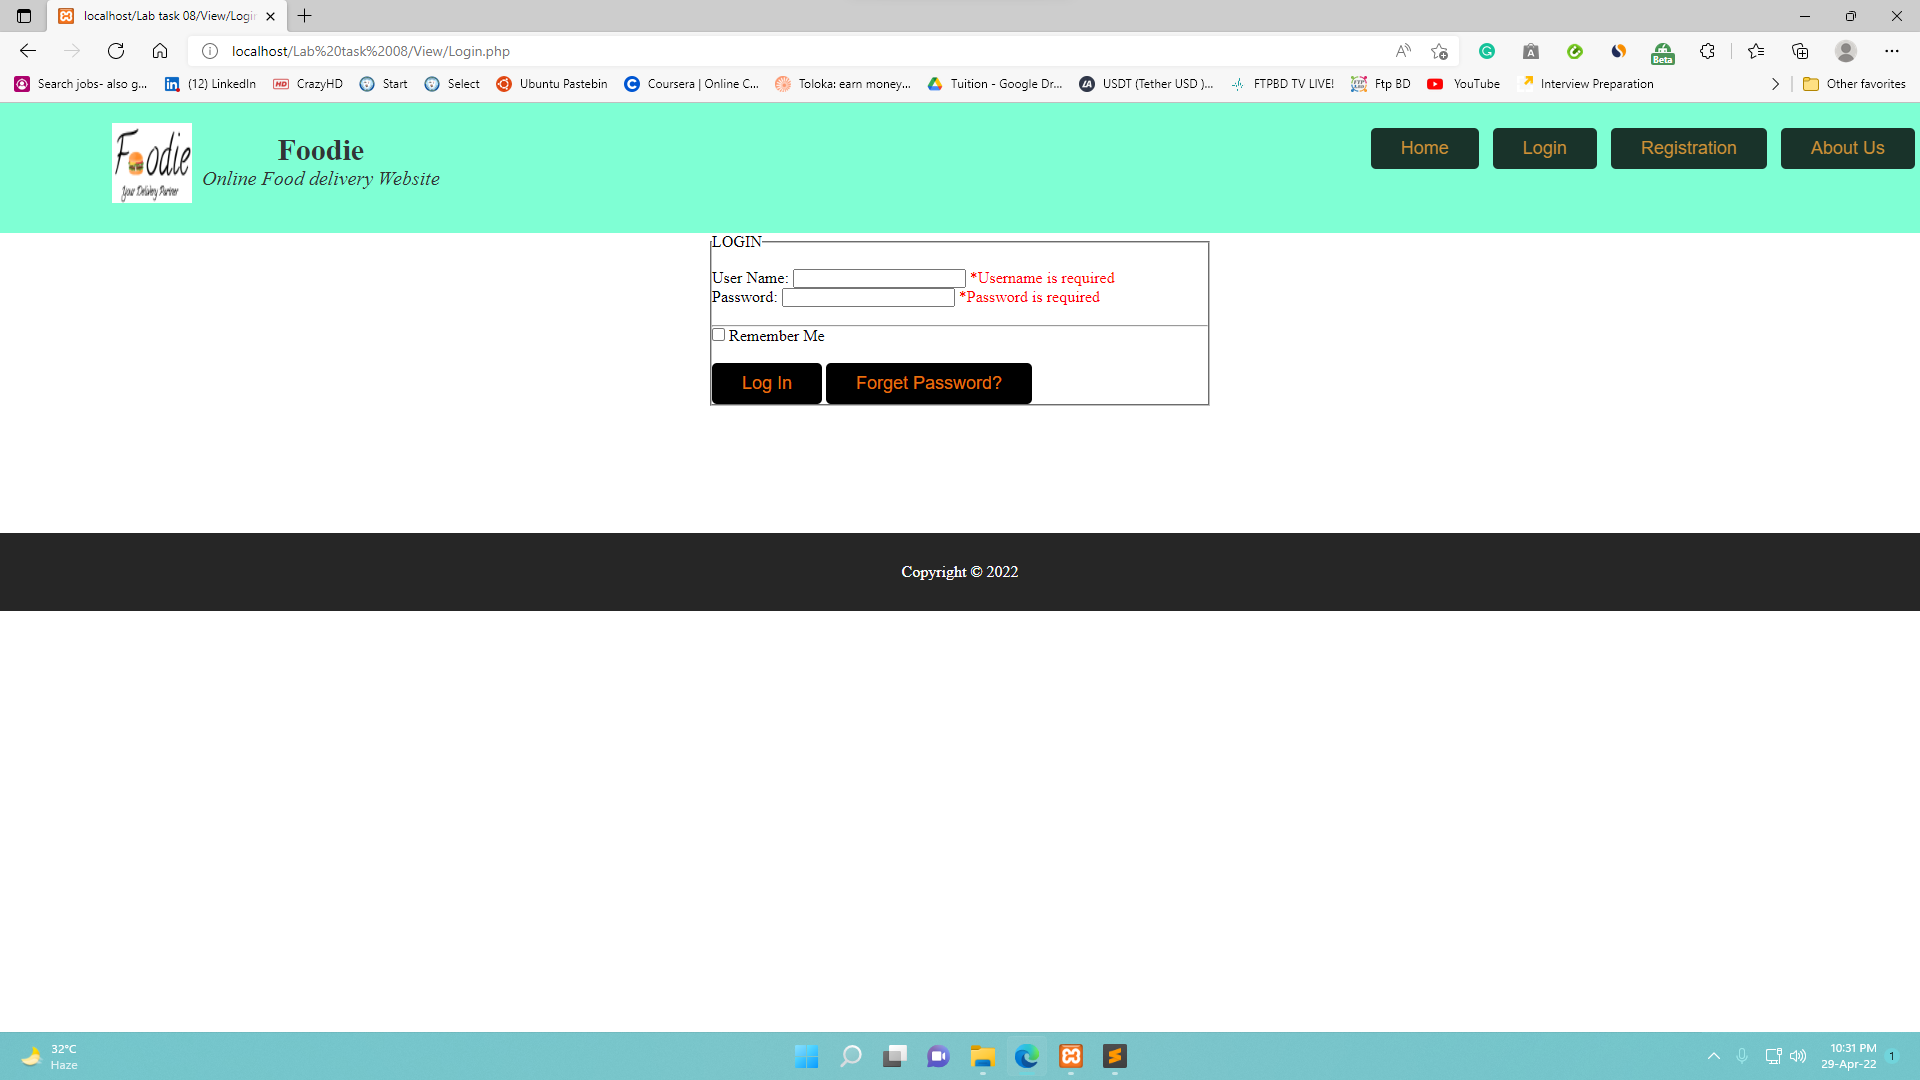 localhost/Lab task 08/View/Logi
localhost/Lab%20task%2008/View/Login.php
Search jobs- also g... (12) LinkedIn CrazyHD Start Select Ubuntu Pastebin Coursera | Online C... Toloka: earn money... Tuition - Google Dr... USDT (Tether USD )... FTPBD TV LIVE! Ftp BD YouTube Interview Preparation Other favorites
Beta
Foodie
Your Delivery Partner
Foodie
Online Food delivery Website
Home Login Registration About Us
LOGIN
User Name: *Username is required
Password: *Password is required
Remember Me
Log In Forget Password?
Copyright © 2022
32°C
Haze
10:31 PM
29-Apr-22
1